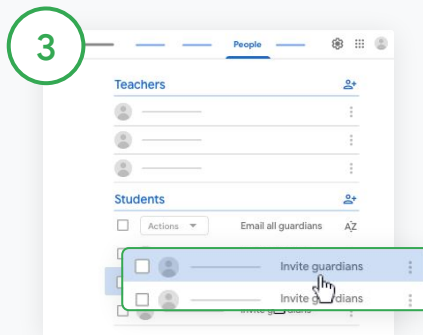 3
People
Teachers
Students
Actions
Email all guardians
AZ
Invite guardians
Invite guardians